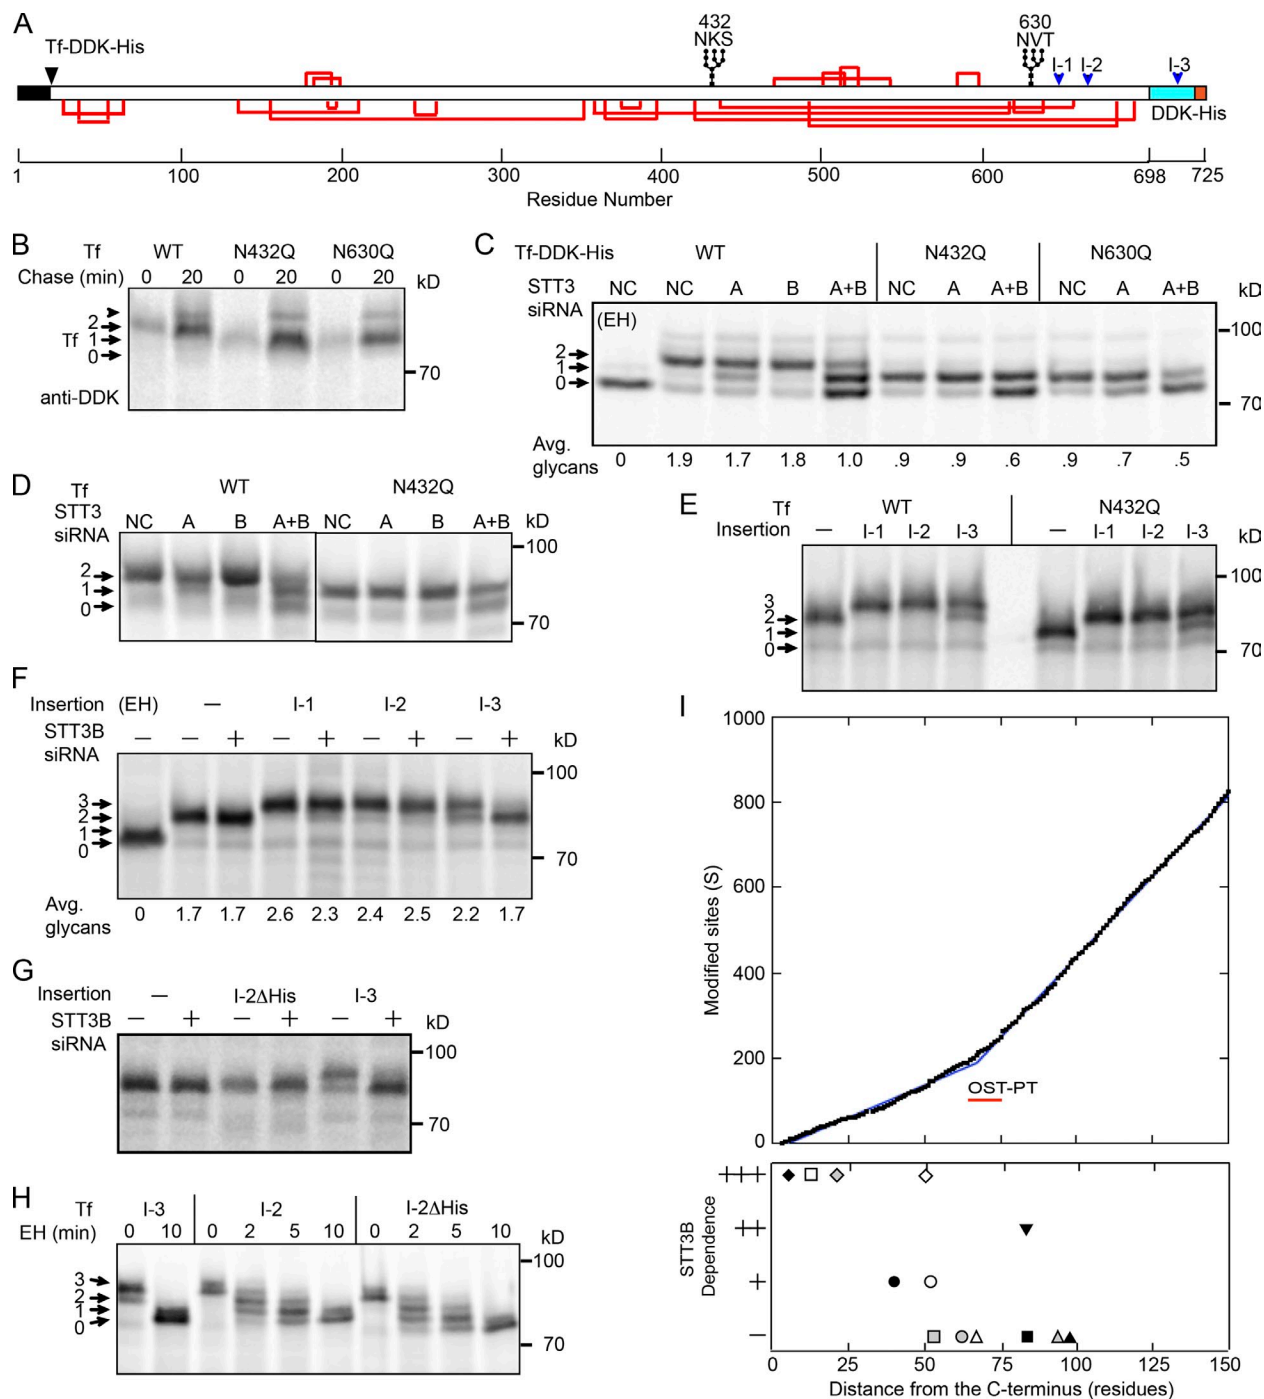 A
Tf-DDK-His
432
NKS
630
NVT
I-1 I-2 I-3
DDK-His
1 100 200 300 400 500 600 698 725
Residue Number
B
Tf WT N432Q N630Q
Chase (min) 0 20 0 20 0 20 kD
2
Tf 1
0
70
anti-DDK
C
Tf-DDK-His WT N432Q N630Q
STT3 siRNA NC NC A B A+B NC A A+B NC A A+B kD
(EH)
100
2
1
0
70
Avg. glycans 0 1.9 1.7 1.8 1.0 .9 .9 .6 .9 .7 .5
D
Tf WT N432Q
STT3 siRNA NC A B A+B NC A B A+B kD
100
2
1
0
70
E
Tf WT N432Q
Insertion — I-1 I-2 I-3 — I-1 I-2 I-3 kD
100
3
2
1
0
70
F
Insertion (EH) — I-1 I-2 I-3
STT3B siRNA — — + — + — + — + kD
100
3
2
1
0
70
Avg. glycans 0 1.7 1.7 2.6 2.3 2.4 2.5 2.2 1.7
G
Insertion — I-2ΔHis I-3
STT3B siRNA — + — + — + kD
100
70
H
Tf I-3 I-2 I-2ΔHis
EH (min) 0 10 0 2 5 10 0 2 5 10 kD
100
3
2
1
0
70
I
1000
800
600
400
200
0
Modified sites (S)
OST-PT
STT3B Dependence
+++
++
+
—
0 25 50 75 100 125 150
Distance from the C-terminus (residues)